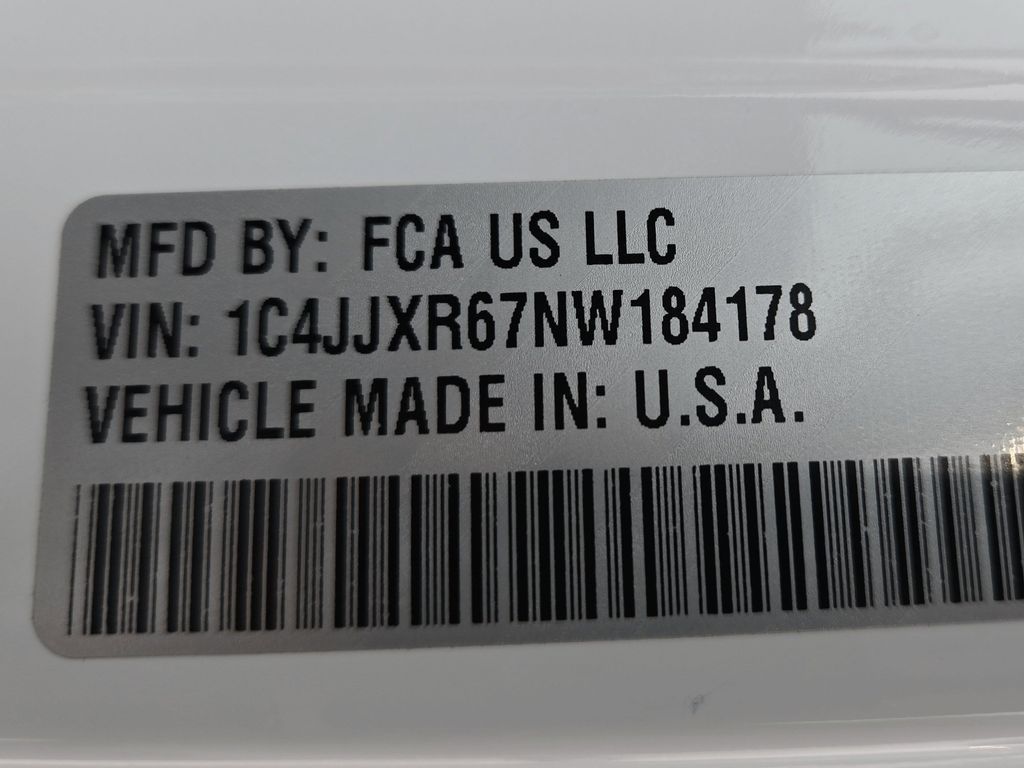 MFD BY: FCA US LLC
VIN: 1C4JJXR67NW184178
VEHICLE MADE IN: U.S.A.